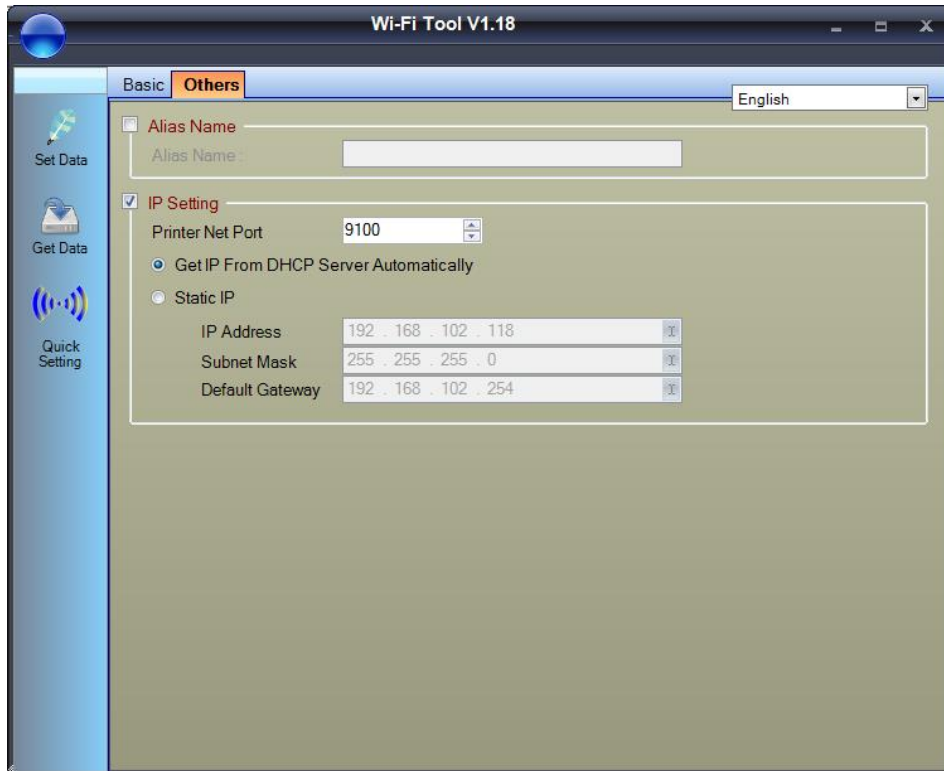 Wi-Fi Tool V1.18
Basic Others
English
Set Data
Get Data
Quick
Setting
Alias Name
Alias Name :
IP Setting
Printer Net Port 9100
Get IP From DHCP Server Automatically
Static IP
IP Address 192 . 168 . 102 . 118
Subnet Mask 255 . 255 . 255 . 0
Default Gateway 192 . 168 . 102 . 254